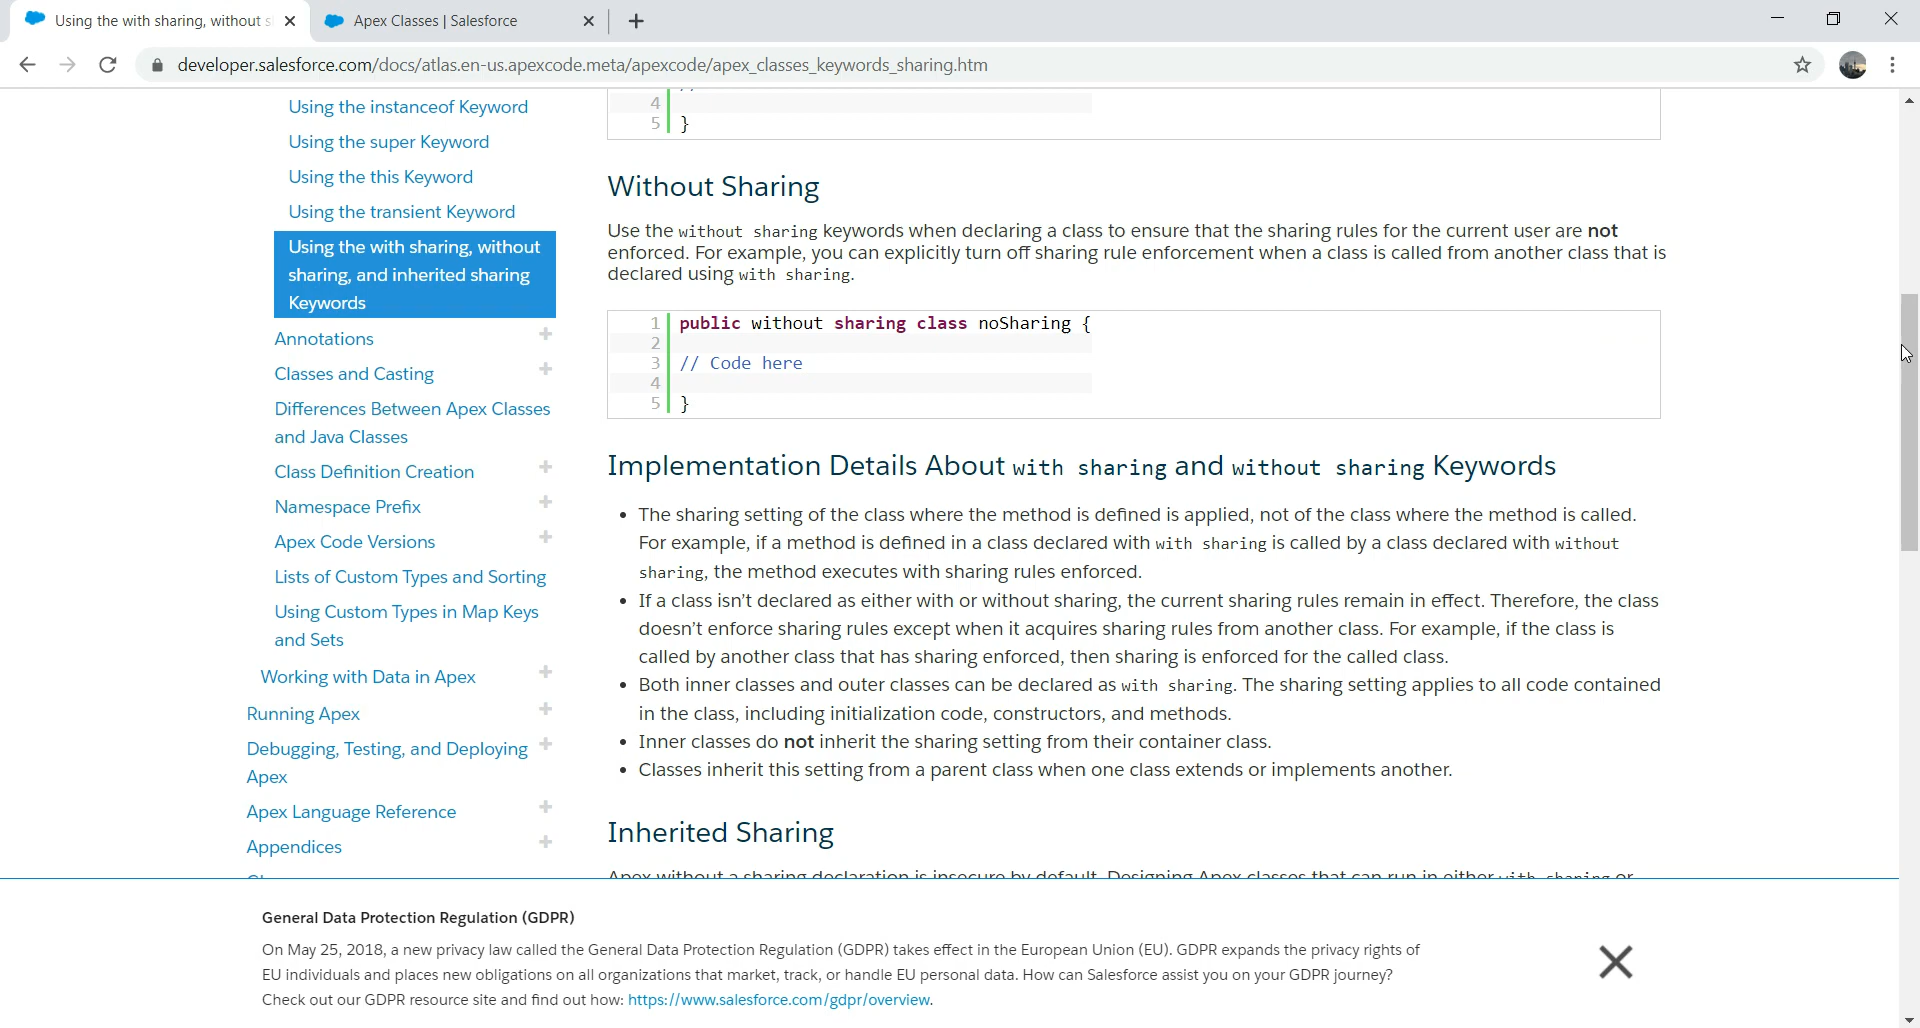 Using the with sharing, without s
Apex Classes | Salesforce
developer.salesforce.com/docs/atlas.en-us.apexcode.meta/apexcode/apex_classes_keywords_sharing.htm
Using the instanceof Keyword
Using the super Keyword
Using the this Keyword
Using the transient Keyword
Using the with sharing, without
sharing, and inherited sharing
Keywords
Annotations
Classes and Casting
Differences Between Apex Classes
and Java Classes
Class Definition Creation
Namespace Prefix
Apex Code Versions
Lists of Custom Types and Sorting
Using Custom Types in Map Keys
and Sets
Working with Data in Apex
Running Apex
Debugging, Testing, and Deploying
Apex
Apex Language Reference
Appendices
4
5 }
Without Sharing
Use the without sharing keywords when declaring a class to ensure that the sharing rules for the current user are not
enforced. For example, you can explicitly turn off sharing rule enforcement when a class is called from another class that is
declared using with sharing.
1 public without sharing class noSharing {
2
3 // Code here
4
5 }
Implementation Details About with sharing and without sharing Keywords
• The sharing setting of the class where the method is defined is applied, not of the class where the method is called.
For example, if a method is defined in a class declared with with sharing is called by a class declared with without
sharing, the method executes with sharing rules enforced.
• If a class isn't declared as either with or without sharing, the current sharing rules remain in effect. Therefore, the class
doesn't enforce sharing rules except when it acquires sharing rules from another class. For example, if the class is
called by another class that has sharing enforced, then sharing is enforced for the called class.
• Both inner classes and outer classes can be declared as with sharing. The sharing setting applies to all code contained
in the class, including initialization code, constructors, and methods.
• Inner classes do not inherit the sharing setting from their container class.
• Classes inherit this setting from a parent class when one class extends or implements another.
Inherited Sharing
Apex without a sharing declaration is insecure by default. Designing Apex classes that can run in either with sharing or
General Data Protection Regulation (GDPR)
On May 25, 2018, a new privacy law called the General Data Protection Regulation (GDPR) takes effect in the European Union (EU). GDPR expands the privacy rights of
EU individuals and places new obligations on all organizations that market, track, or handle EU personal data. How can Salesforce assist you on your GDPR journey?
Check out our GDPR resource site and find out how: https://www.salesforce.com/gdpr/overview.